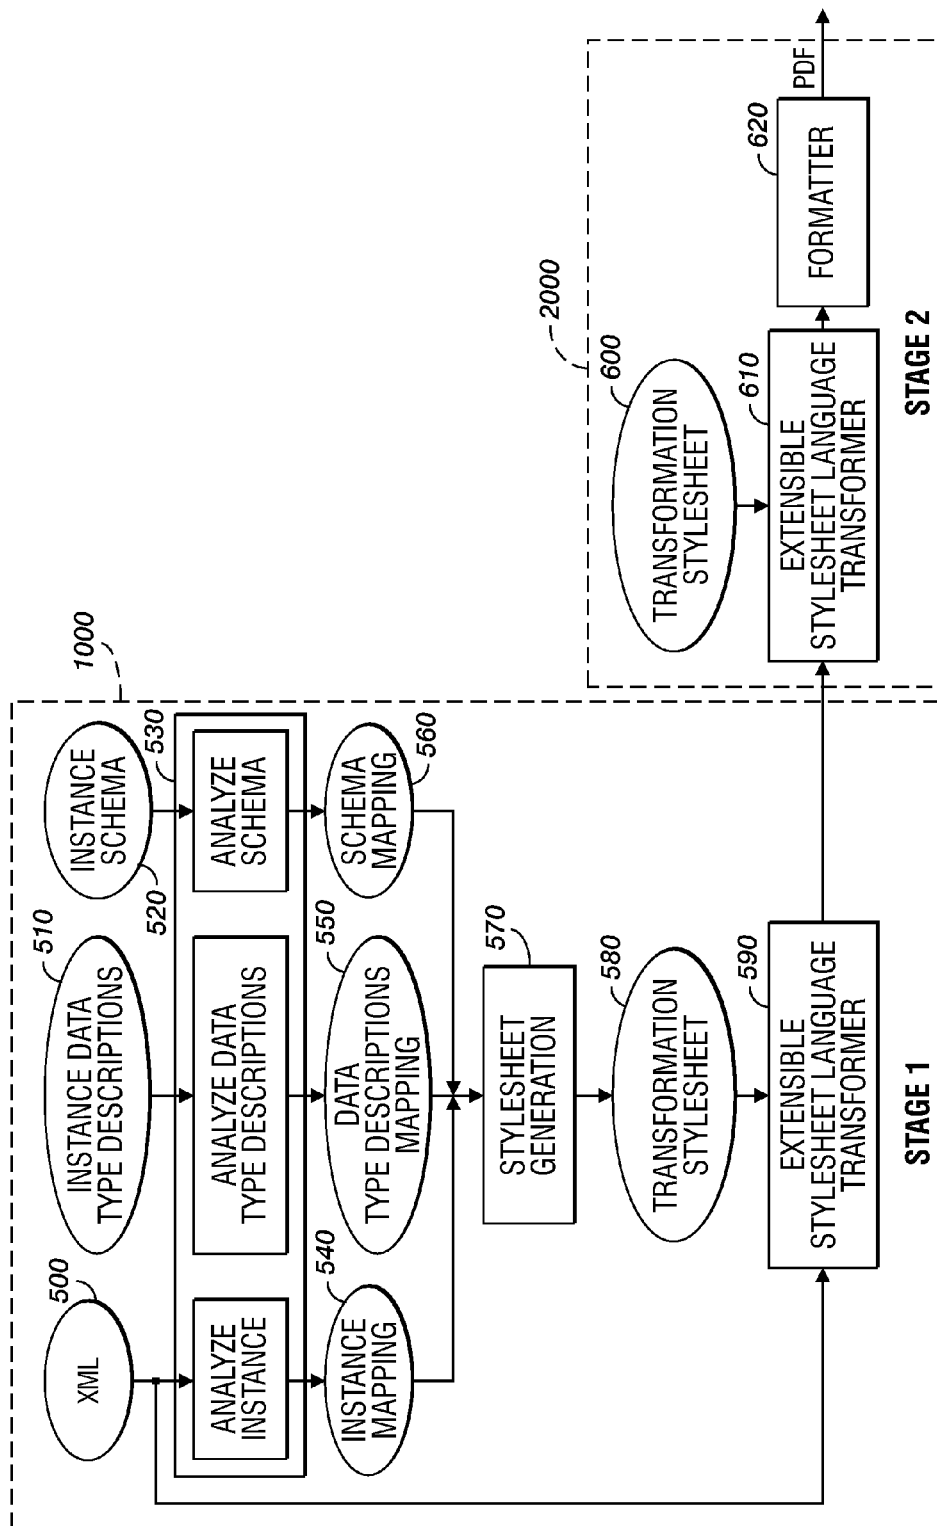 1000
500
XML
510
INSTANCE DATA
TYPE DESCRIPTIONS
520
INSTANCE
SCHEMA
530
ANALYZE
INSTANCE
ANALYZE DATA
TYPE DESCRIPTIONS
ANALYZE
SCHEMA
540
INSTANCE
MAPPING
550
DATA
TYPE DESCRIPTIONS
MAPPING
560
SCHEMA
MAPPING
570
STYLESHEET
GENERATION
580
TRANSFORMATION
STYLESHEET
590
EXTENSIBLE
STYLESHEET LANGUAGE
TRANSFORMER
STAGE 1
2000
600
TRANSFORMATION
STYLESHEET
610
EXTENSIBLE
STYLESHEET LANGUAGE
TRANSFORMER
620
FORMATTER
PDF
STAGE 2